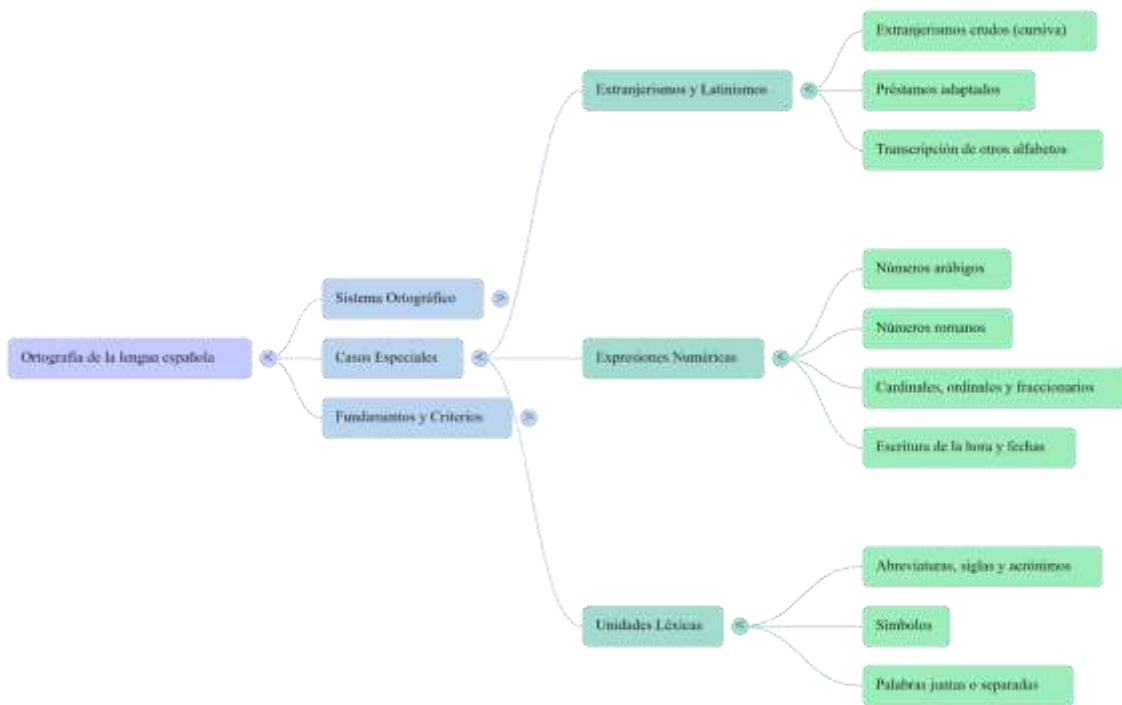 Ortografía de la lengua española
Sistema Ortográfico
Casos Especiales
Fundamentos y Criterios
Extranjerismos y Latinismos
Extranjerismos crudos (cursiva)
Préstamos adaptados
Transcripción de otros alfabetos
Expresiones Numéricas
Números arábigos
Números romanos
Cardinales, ordinales y fraccionarios
Escritura de la hora y fechas
Unidades Léxicas
Abreviaturas, siglas y acrónimos
Símbolos
Palabras juntas o separadas